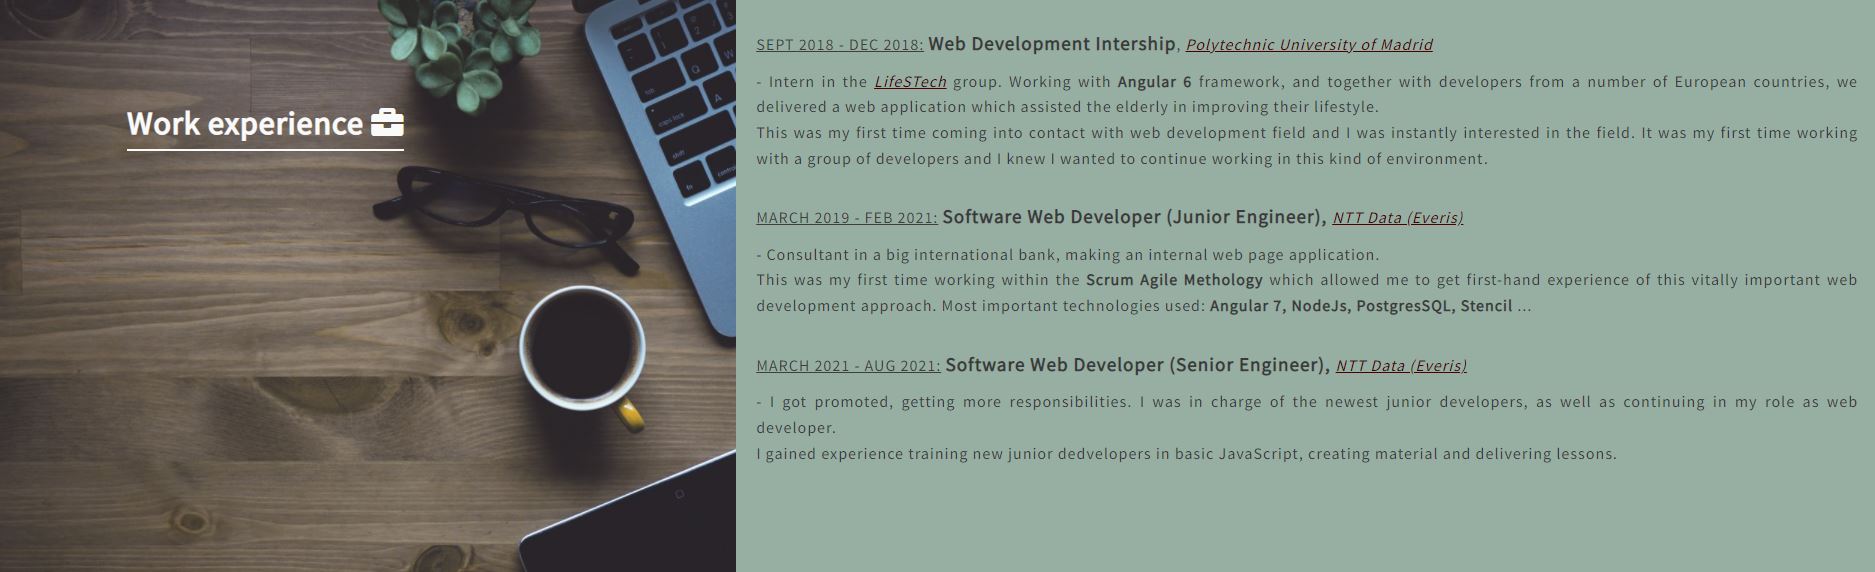 Work experience
SEPT 2018 - DEC 2018: Web Development Intership, Polytechnic University of Madrid
- Intern in the LifeSTech group. Working with Angular 6 framework, and together with developers from a number of European countries, we
delivered a web application which assisted the elderly in improving their lifestyle.
This was my first time coming into contact with web development field and I was instantly interested in the field. It was my first time working
with a group of developers and I knew I wanted to continue working in this kind of environment.
MARCH 2019 - FEB 2021: Software Web Developer (Junior Engineer), NTT Data (Everis)
- Consultant in a big international bank, making an internal web page application.
This was my first time working within the Scrum Agile Methology which allowed me to get first-hand experience of this vitally important web
development approach. Most important technologies used: Angular 7, NodeJs, PostgresSQL, Stencil ...
MARCH 2021 - AUG 2021: Software Web Developer (Senior Engineer), NTT Data (Everis)
- I got promoted, getting more responsibilities. I was in charge of the newest junior developers, as well as continuing in my role as web
developer.
I gained experience training new junior dedvelopers in basic JavaScript, creating material and delivering lessons.